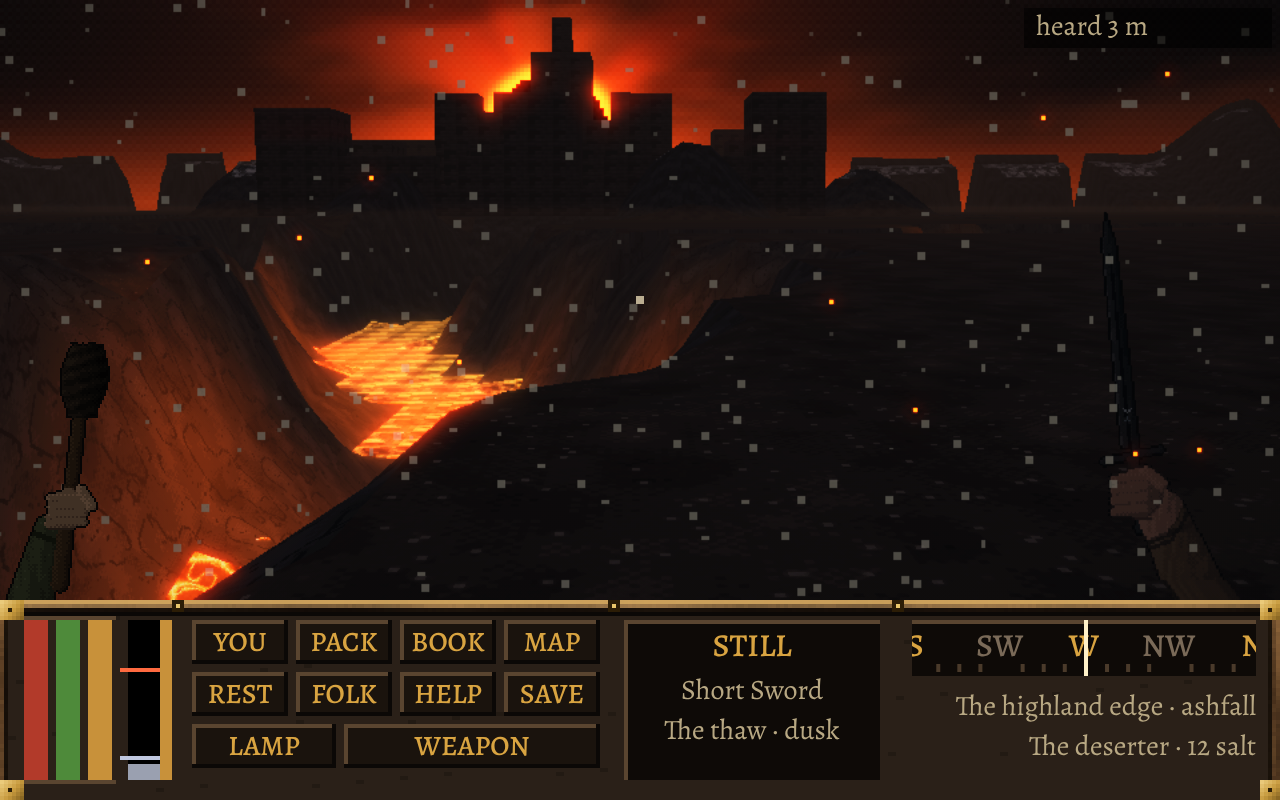 heard 3 m
YOU PACK BOOK MAP
REST FOLK HELP SAVE
LAMP WEAPON
STILL
Short Sword
The thaw · dusk
S SW W NW N
The highland edge · ashfall
The deserter · 12 salt